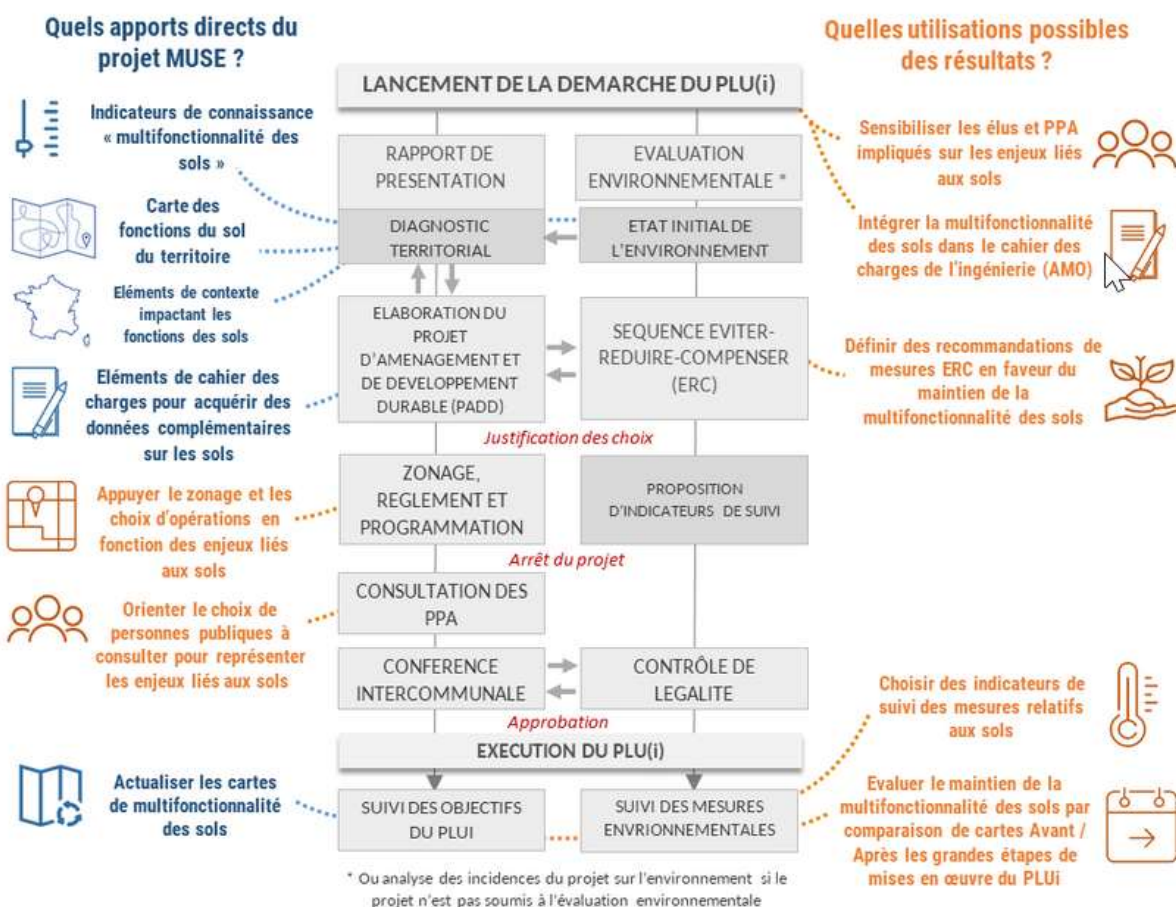 Quels apports directs du
projet MUSE ?
Indicateurs de connaissance
« multifonctionnalité des
sols »
Carte des
fonctions du sol
du territoire
Eléments de contexte
impactant les
fonctions des sols
Eléments de cahier des
charges pour acquérir des
données complémentaires
sur les sols
Appuyer le zonage et les
choix d'opérations en
fonction des enjeux liés
aux sols
Orienter le choix de
personnes publiques à
consulter pour représenter
les enjeux liés aux sols
Actualiser les cartes
de multifonctionnalité
des sols
LANCEMENT DE LA DEMARCHE DU PLU(i)
RAPPORT DE
PRESENTATION
EVALUATION
ENVIRONNEMENTALE *
DIAGNOSTIC
TERRITORIAL
ETAT INITIAL DE
L'ENVIRONNEMENT
ELABORATION DU
PROJET
D'AMENAGEMENT ET
DE DEVELOPPEMENT
DURABLE (PADD)
SEQUENCE EVITER-
REDUIRE-COMPENSER
(ERC)
Justification des choix
ZONAGE,
REGLEMENT ET
PROGRAMMATION
PROPOSITION
D'INDICATEURS DE SUIVI
Arrêt du projet
CONSULTATION DES
PPA
CONFERENCE
INTERCOMMUNALE
CONTRÔLE DE
LEGALITE
Approbation
EXECUTION DU PLU(i)
SUIVI DES OBJECTIFS
DU PLUI
SUIVI DES MESURES
ENVRIONNEMENTALES
* Ou analyse des incidences du projet sur l'environnement si le
projet n'est pas soumis à l'évaluation environnementale
Quelles utilisations possibles
des résultats ?
Sensibiliser les élus et PPA
impliqués sur les enjeux liés
aux sols
Intégrer la multifonctionnalité
des sols dans le cahier des
charges de l'ingénierie (AMO)
Définir des recommandations de
mesures ERC en faveur du
maintien de la
multifonctionnalité des sols
Choisir des indicateurs de
suivi des mesures relatifs
aux sols
Evaluer le maintien de la
multifonctionnalité des sols par
comparaison de cartes Avant /
Après les grandes étapes de
mises en œuvre du PLUi